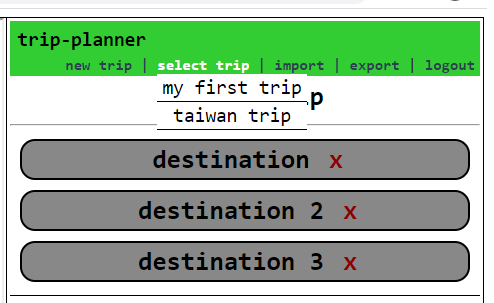 trip-planner
new trip | select trip | import | export | logout
my first trip
p
taiwan trip
destination x
destination 2 x
destination 3 x